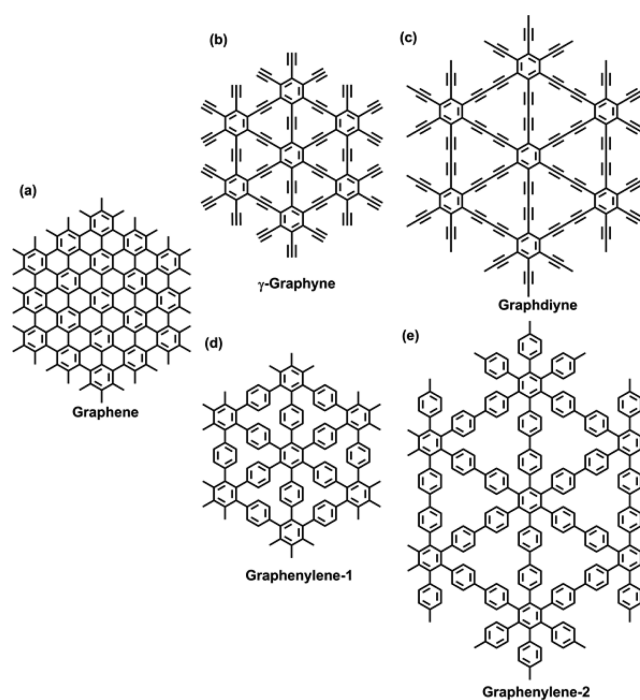 (a)
Graphene
(b)
γ-Graphyne
(c)
Graphdiyne
(d)
Graphenylene-1
(e)
Graphenylene-2